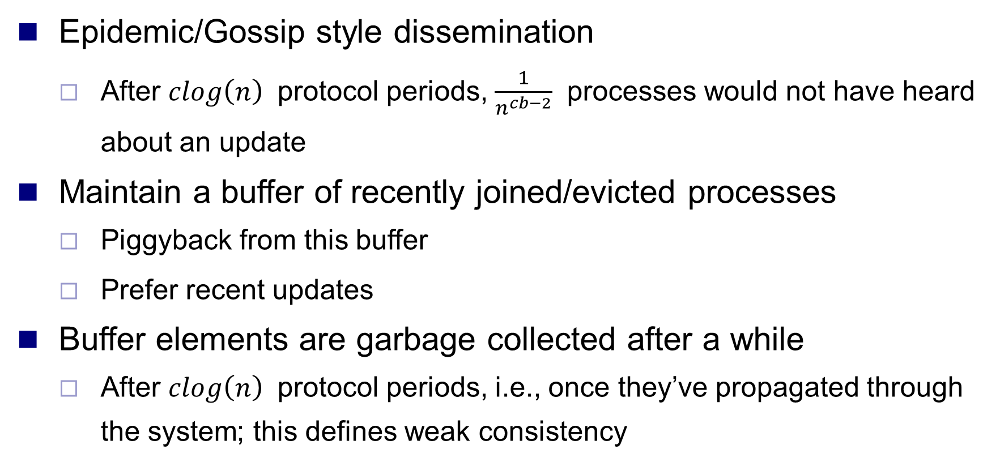 Epidemic/Gossip style dissemination
After clog(n) protocol periods, \frac{1}{n^{cb-2}} processes would not have heard
about an update
Maintain a buffer of recently joined/evicted processes
Piggyback from this buffer
Prefer recent updates
Buffer elements are garbage collected after a while
After clog(n) protocol periods, i.e., once they’ve propagated through
the system; this defines weak consistency